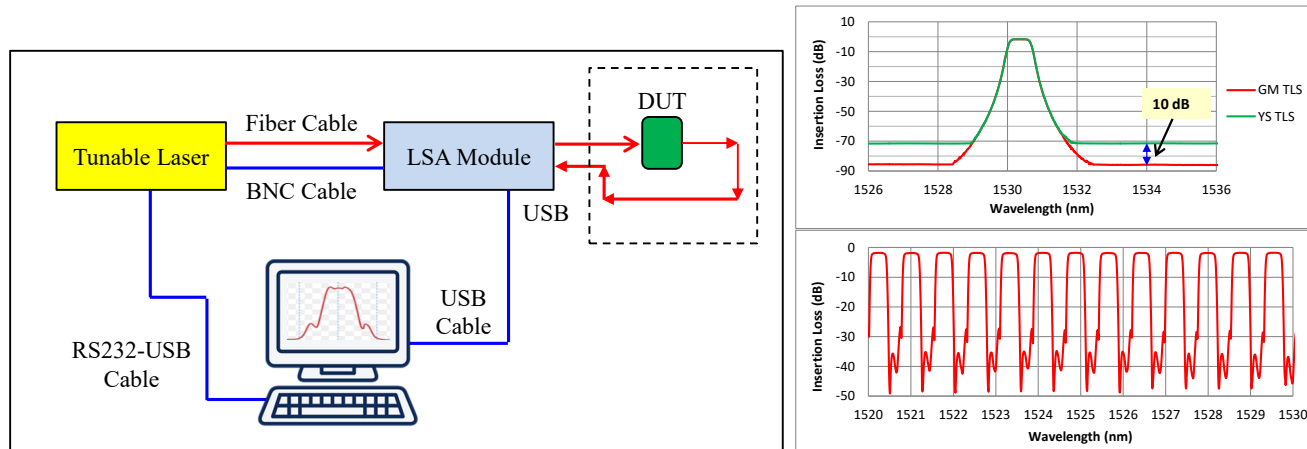 Fiber Cable
Tunable Laser
BNC Cable
LSA Module
DUT
USB
USB
Cable
RS232-USB
Cable
10
-10
-30
-50
-70
-90
Insertion Loss (dB)
10 dB
GM TLS
YS TLS
1526
1528
1530
1532
1534
1536
Wavelength (nm)
0
-10
-20
-30
-40
-50
Insertion Loss (dB)
1520
1521
1522
1523
1524
1525
1526
1527
1528
1529
1530
Wavelength (nm)